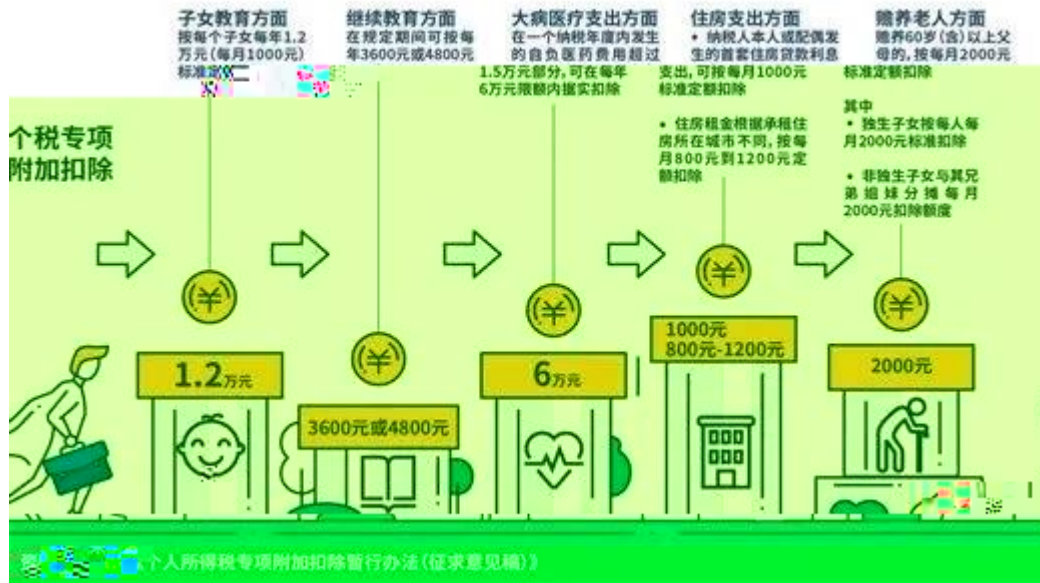 子女教育方面
按每个子女每年1.2
万元(每月1000元)
标准定
继续教育方面
在规定期间可按每
年3600元或4800元
大病医疗支出方面
在一个纳税年度内发生
的自负医药费用超过
1.5万元部分,可在每年
6万元限额内据实扣除
住房支出方面
• 纳税人本人或配偶发
生的首套住房贷款利息
支出,可按每月1000元
标准定额扣除
• 住房租金根据承租住
房所在城市不同,按每
月800元到1200元定
额扣除
赡养老人方面
赡养60岁(含)以上父
母的,按每月2000元
标准定额扣除
其中
• 独生子女按每人每
月2000元标准扣除
• 非独生子女与其兄
弟姐妹分摊每月
2000元扣除额度
个税专项
附加扣除
1.2万元
3600元或4800元
6万元
1000元
800元-1200元
2000元
个人所得税专项附加扣除暂行办法(征求意见稿)》